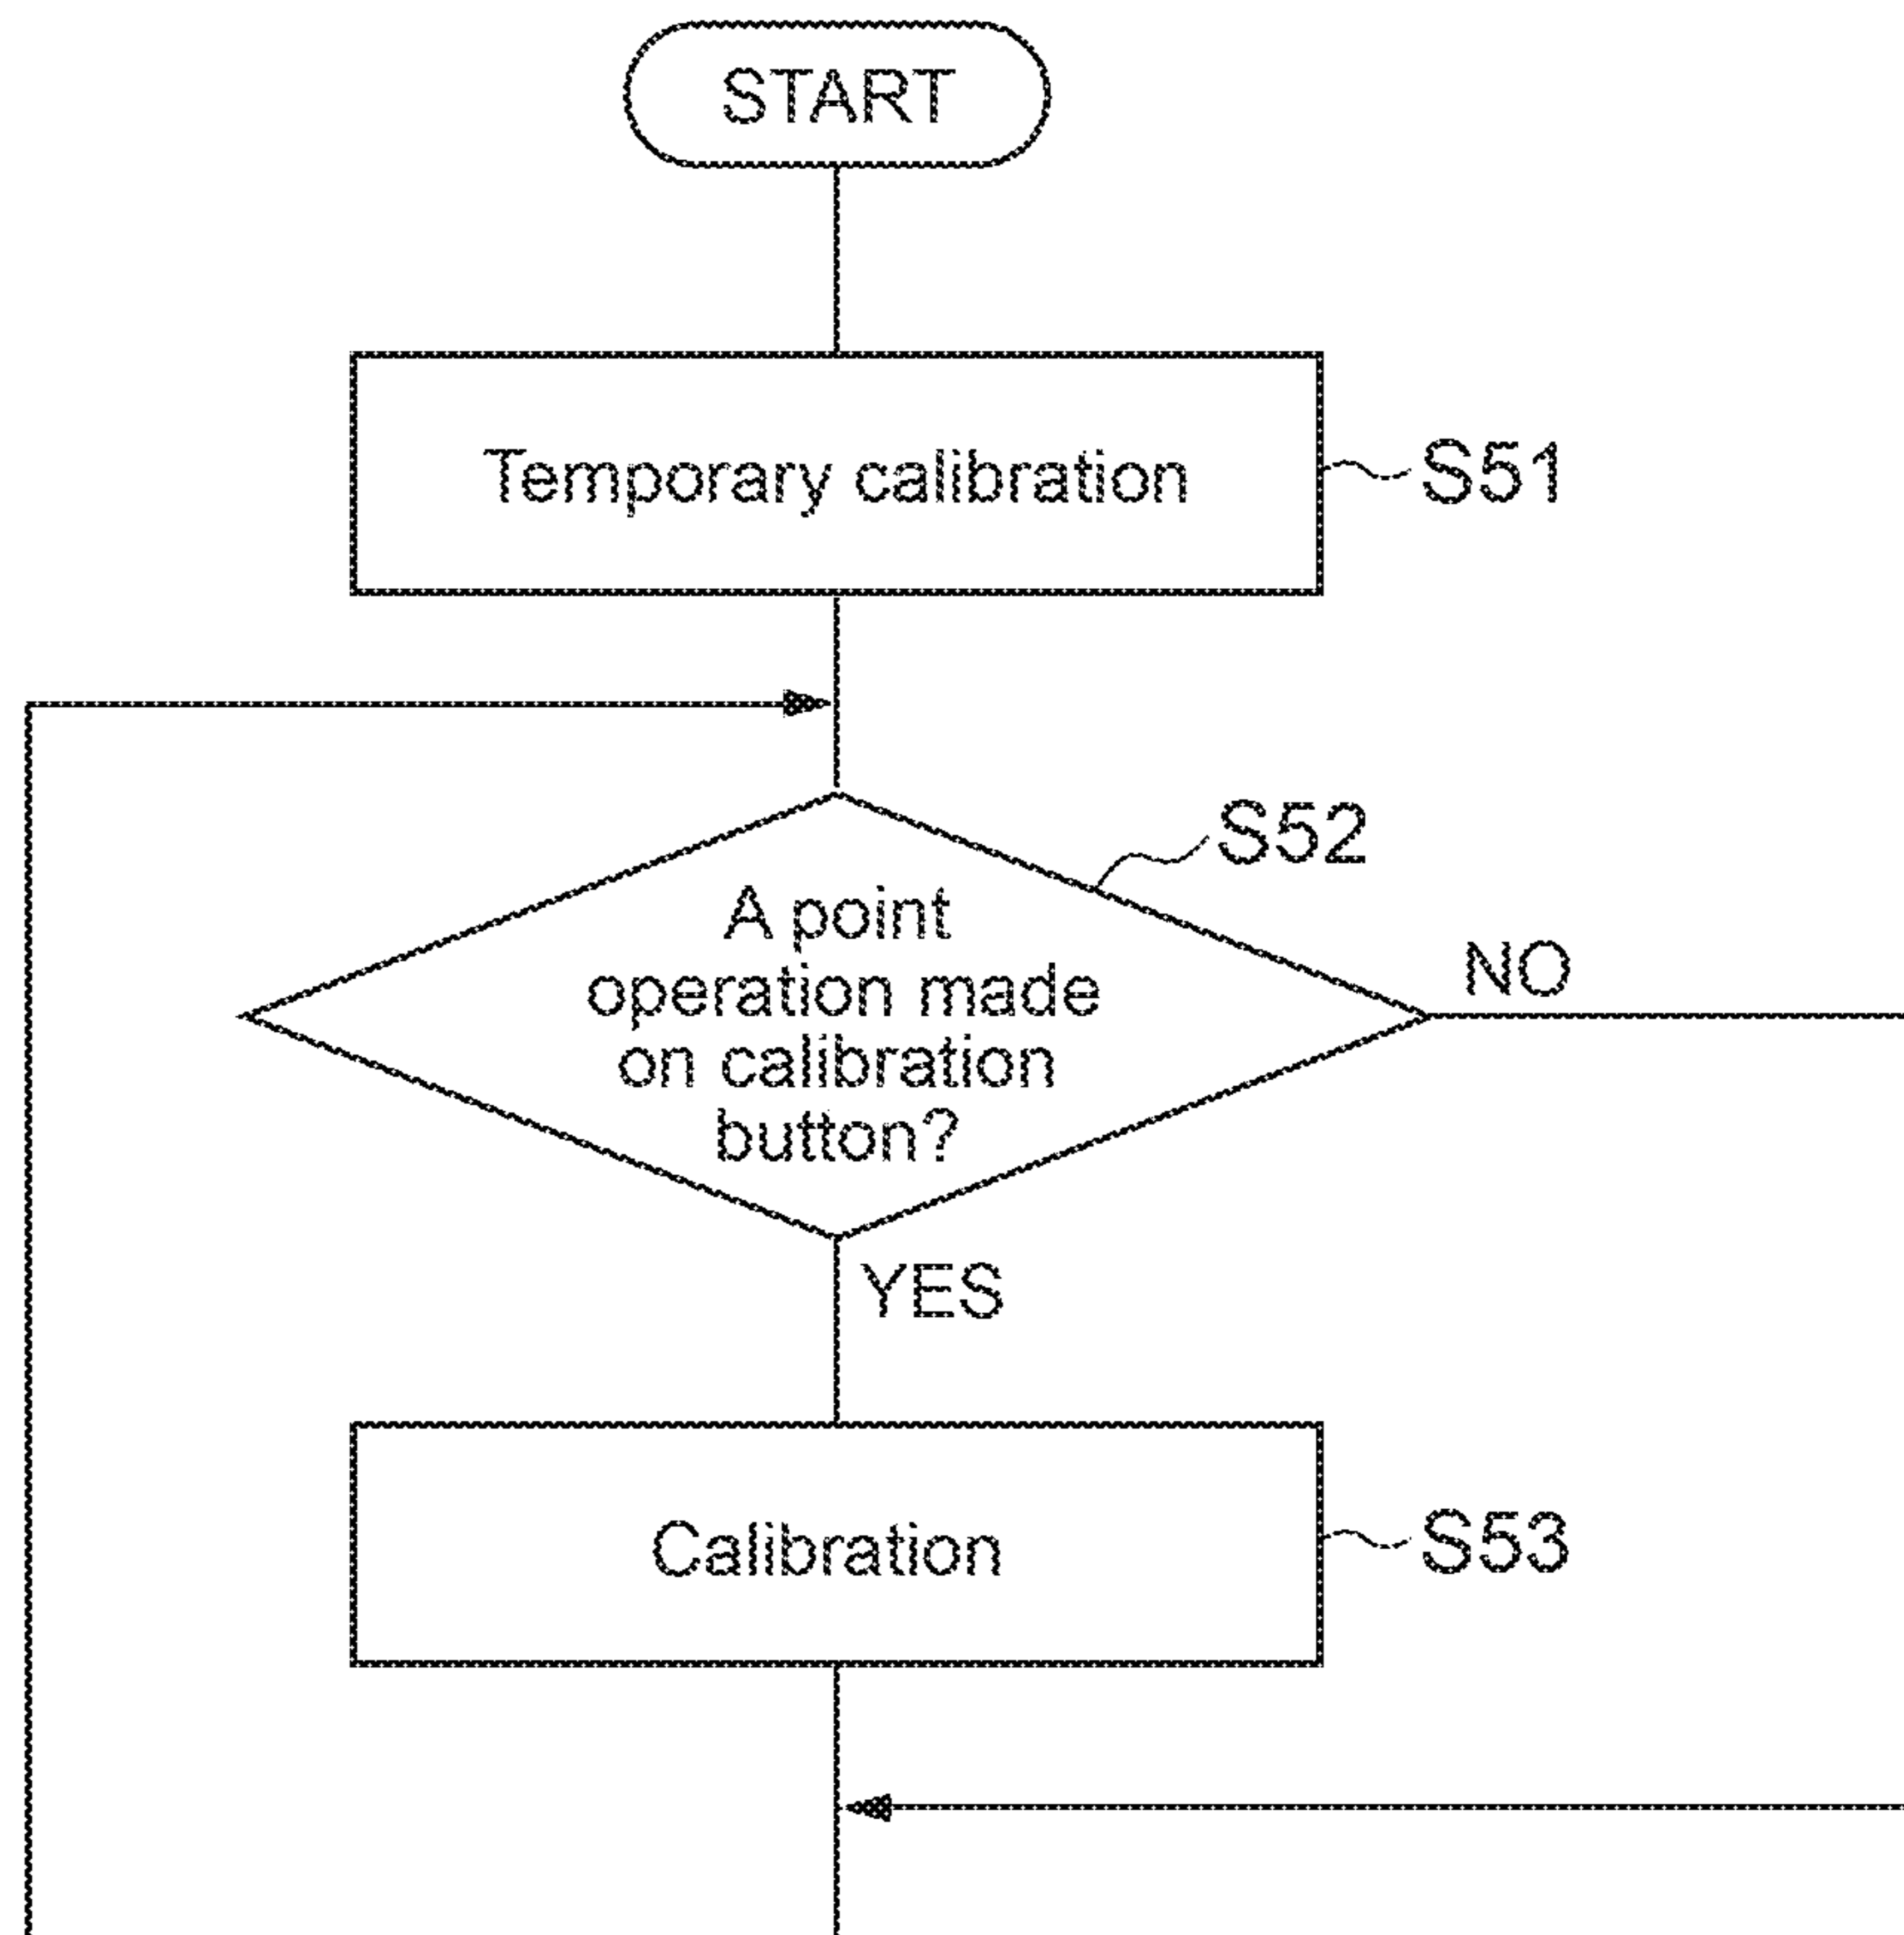 START
Temporary calibration
S51
S52
A point
operation made
on calibration
button?
NO
YES
Calibration
S53